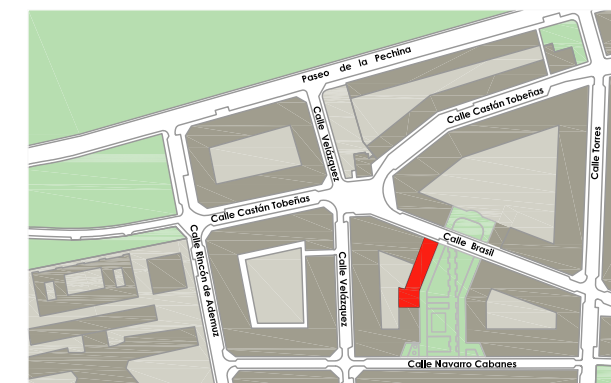 Paseo de la Pechina
Calle Castán Tobeñas
Calle Velázquez
Calle Torres
Calle Castán Tobeñas
Calle Brasil
Calle Rincón de Ademuz
Calle Velázquez
Calle Navarro Cabanes